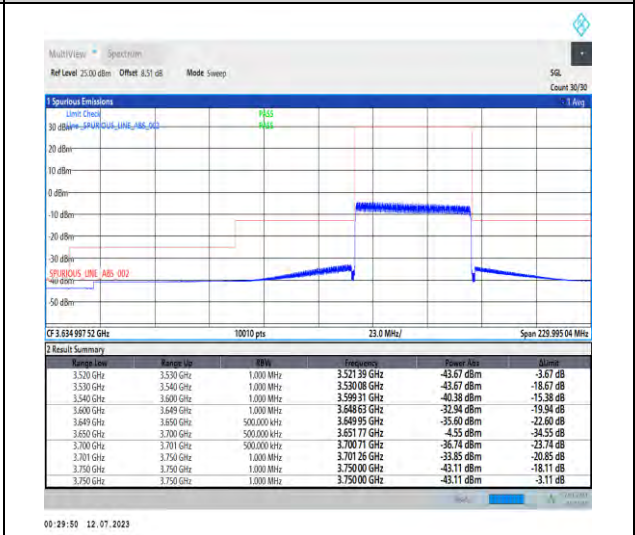 MultiView Spectrum
Ref Level 25.00 dBm Offset 8.51 dB Mode Sweep SGL
Count 30/30
1 Spurious Emissions 1 Avg
Limit Check PASS
30 dBm Line _SPURIOUS_LINE_ABS_002 PASS
20 dBm
10 dBm
0 dBm
-10 dBm
-20 dBm
-30 dBm
_SPURIOUS_LINE_ABS_002
-40 dBm
-50 dBm
CF 3.634 997 52 GHz 10010 pts 23.0 MHz/ Span 229.995 04 MHz
2 Result Summary
Range Low Range Up RBW Frequency Power Abs ΔLimit
3.520 GHz 3.530 GHz 1.000 MHz 3.521 39 GHz -43.67 dBm -3.67 dB
3.530 GHz 3.540 GHz 1.000 MHz 3.530 08 GHz -43.67 dBm -18.67 dB
3.540 GHz 3.600 GHz 1.000 MHz 3.599 31 GHz -40.38 dBm -15.38 dB
3.600 GHz 3.649 GHz 1.000 MHz 3.648 63 GHz -32.94 dBm -19.94 dB
3.649 GHz 3.650 GHz 500.000 kHz 3.649 95 GHz -35.60 dBm -22.60 dB
3.650 GHz 3.700 GHz 500.000 kHz 3.651 77 GHz -4.55 dBm -34.55 dB
3.700 GHz 3.701 GHz 500.000 kHz 3.700 71 GHz -36.74 dBm -23.74 dB
3.701 GHz 3.750 GHz 1.000 MHz 3.701 26 GHz -33.85 dBm -20.85 dB
3.750 GHz 3.750 GHz 1.000 MHz 3.750 00 GHz -43.11 dBm -18.11 dB
3.750 GHz 3.750 GHz 1.000 MHz 3.750 00 GHz -43.11 dBm -3.11 dB
00:29:50 12.07.2023